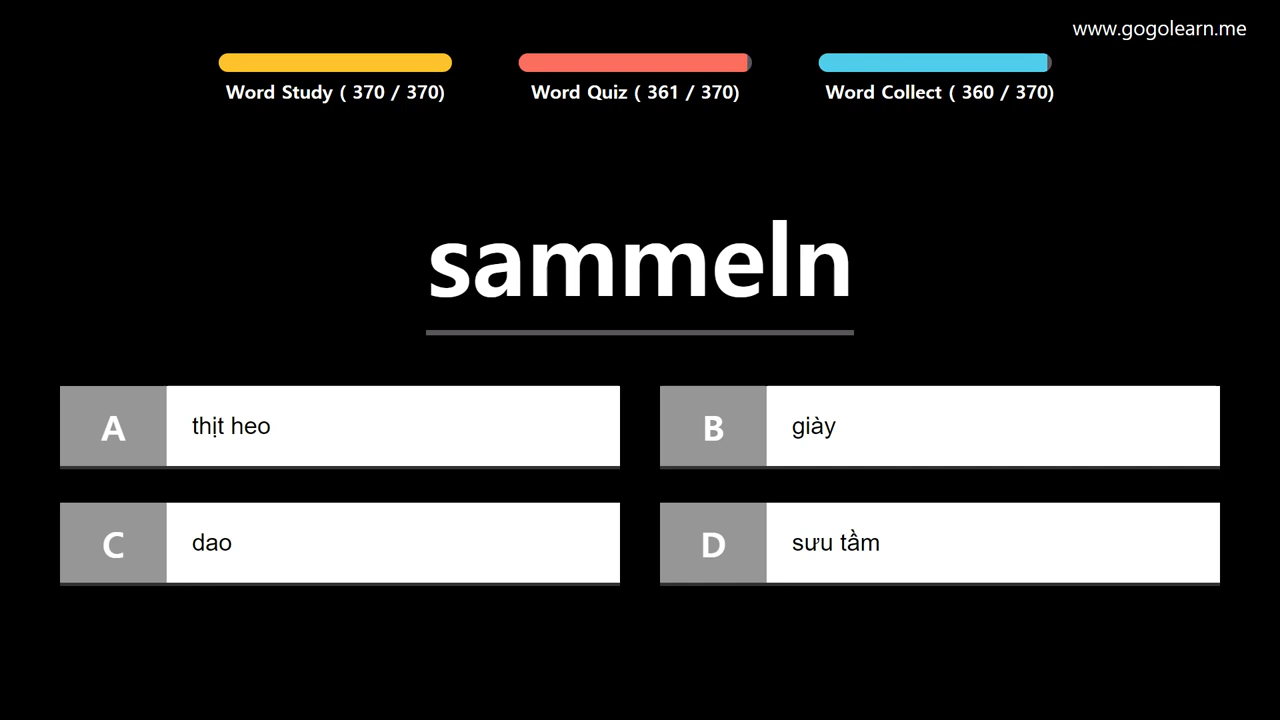 www.gogolearn.me
Word Study ( 370 / 370)
Word Quiz ( 361 / 370)
Word Collect ( 360 / 370)
sammeln
A
thịt heo
B
giày
C
dao
D
sưu tầm